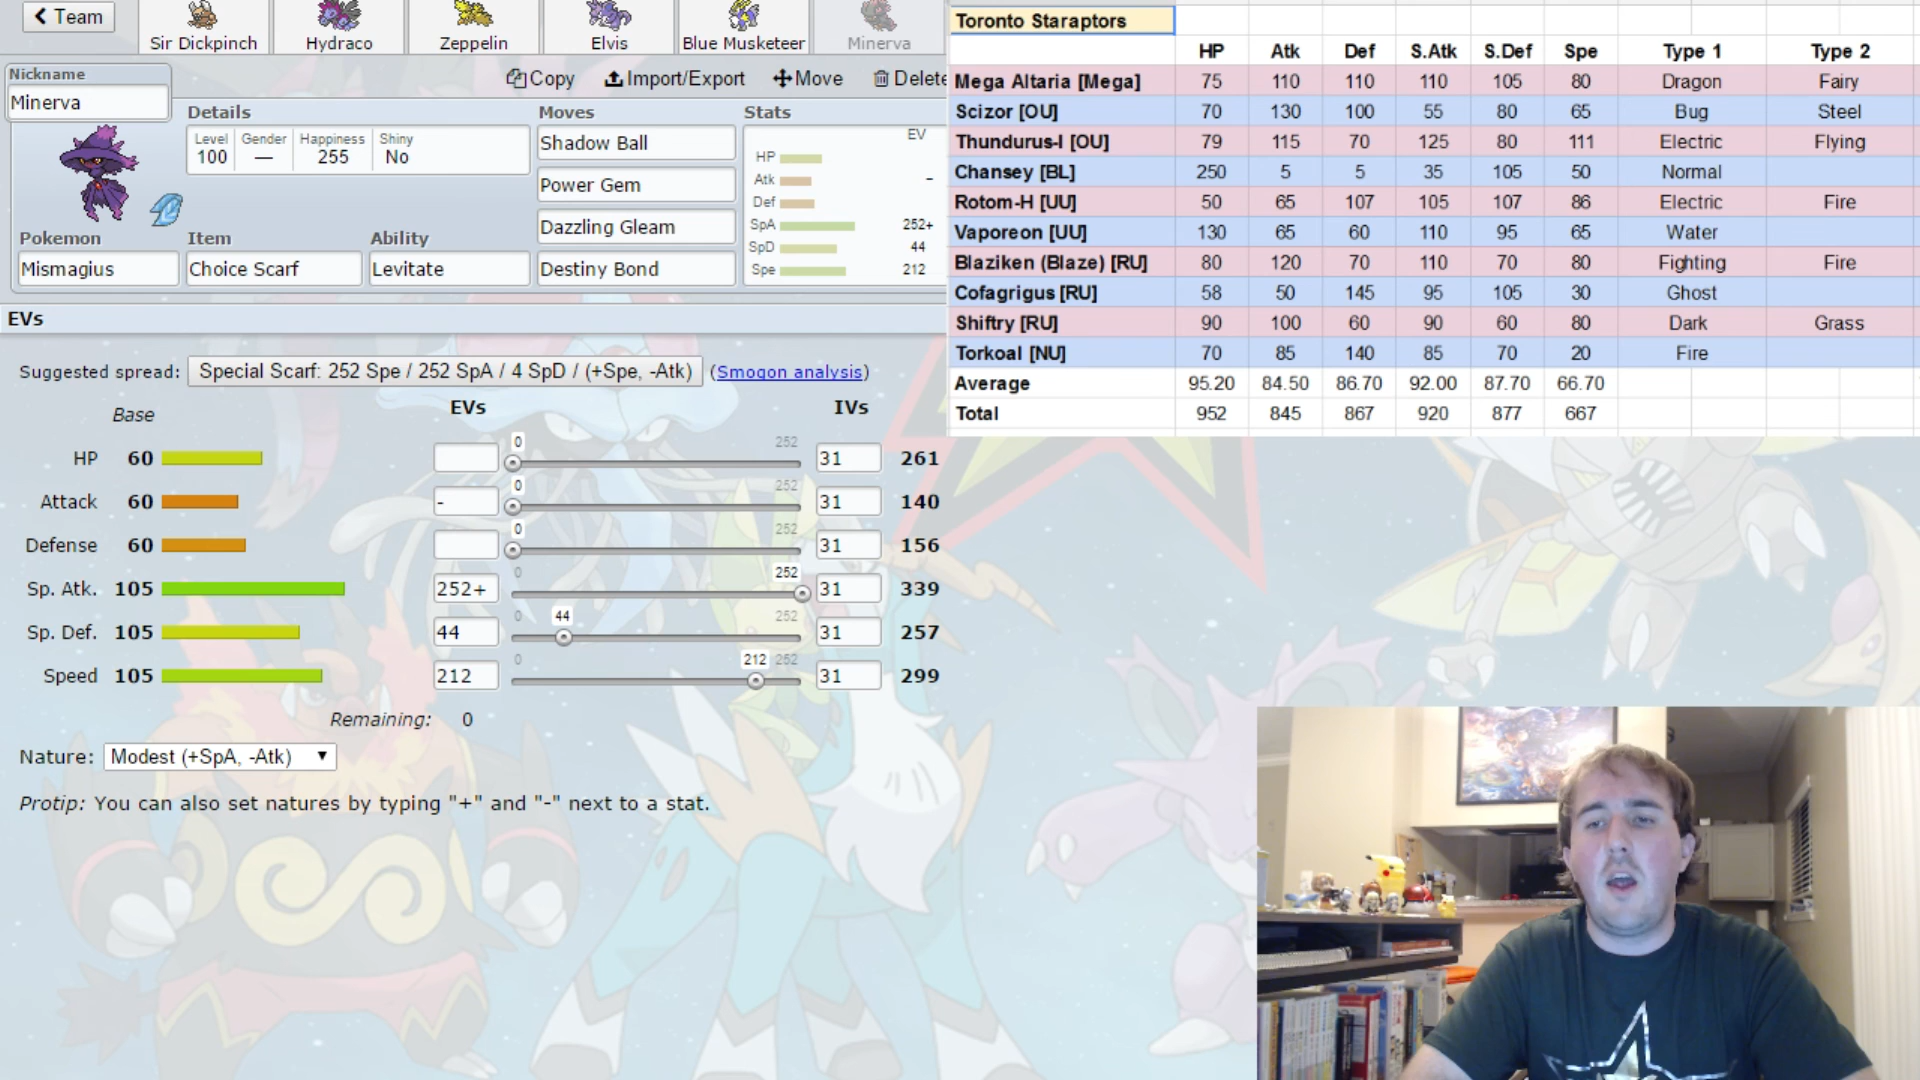 Team
Sir Dickpinch
Hydraco
Zeppelin
Elvis
Blue Musketeer
Minerva
Nickname
Minerva
Copy
Import/Export
Move
Delete
Details
Level
100
Gender
—
Happiness
255
Shiny
No
Pokemon
Mismagius
Item
Choice Scarf
Ability
Levitate
Moves
Shadow Ball
Power Gem
Dazzling Gleam
Destiny Bond
Stats
EV
HP
Atk -
Def
SpA 252+
SpD 44
Spe 212
EVs
Suggested spread: Special Scarf: 252 Spe / 252 SpA / 4 SpD / (+Spe, -Atk) (Smogon analysis)
Base EVs IVs
HP 60 0 252 31 261
Attack 60 - 0 252 31 140
Defense 60 0 252 31 156
Sp. Atk. 105 252+ 0 252 31 339
Sp. Def. 105 44 0 44 252 31 257
Speed 105 212 0 212 252 31 299
Remaining: 0
Nature: Modest (+SpA, -Atk)
Protip: You can also set natures by typing "+" and "-" next to a stat.
Toronto Staraptors
HP Atk Def S.Atk S.Def Spe Type 1 Type 2
Mega Altaria [Mega] 75 110 110 110 105 80 Dragon Fairy
Scizor [OU] 70 130 100 55 80 65 Bug Steel
Thundurus-I [OU] 79 115 70 125 80 111 Electric Flying
Chansey [BL] 250 5 5 35 105 50 Normal
Rotom-H [UU] 50 65 107 105 107 86 Electric Fire
Vaporeon [UU] 130 65 60 110 95 65 Water
Blaziken (Blaze) [RU] 80 120 70 110 70 80 Fighting Fire
Cofagrigus [RU] 58 50 145 95 105 30 Ghost
Shiftry [RU] 90 100 60 90 60 80 Dark Grass
Torkoal [NU] 70 85 140 85 70 20 Fire
Average 95.20 84.50 86.70 92.00 87.70 66.70
Total 952 845 867 920 877 667